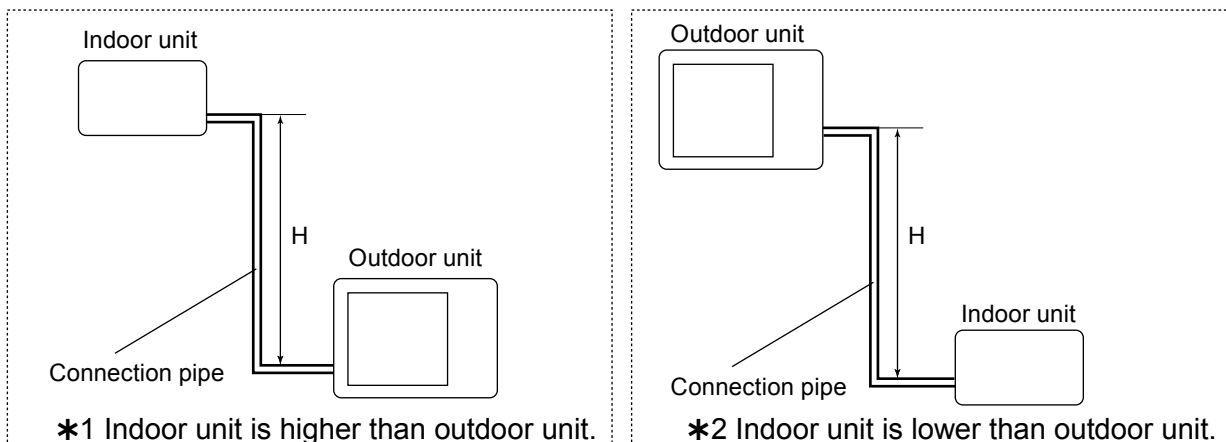 Indoor unit
H
Outdoor unit
Connection pipe
∗1 Indoor unit is higher than outdoor unit.
Outdoor unit
H
Indoor unit
Connection pipe
∗2 Indoor unit is lower than outdoor unit.